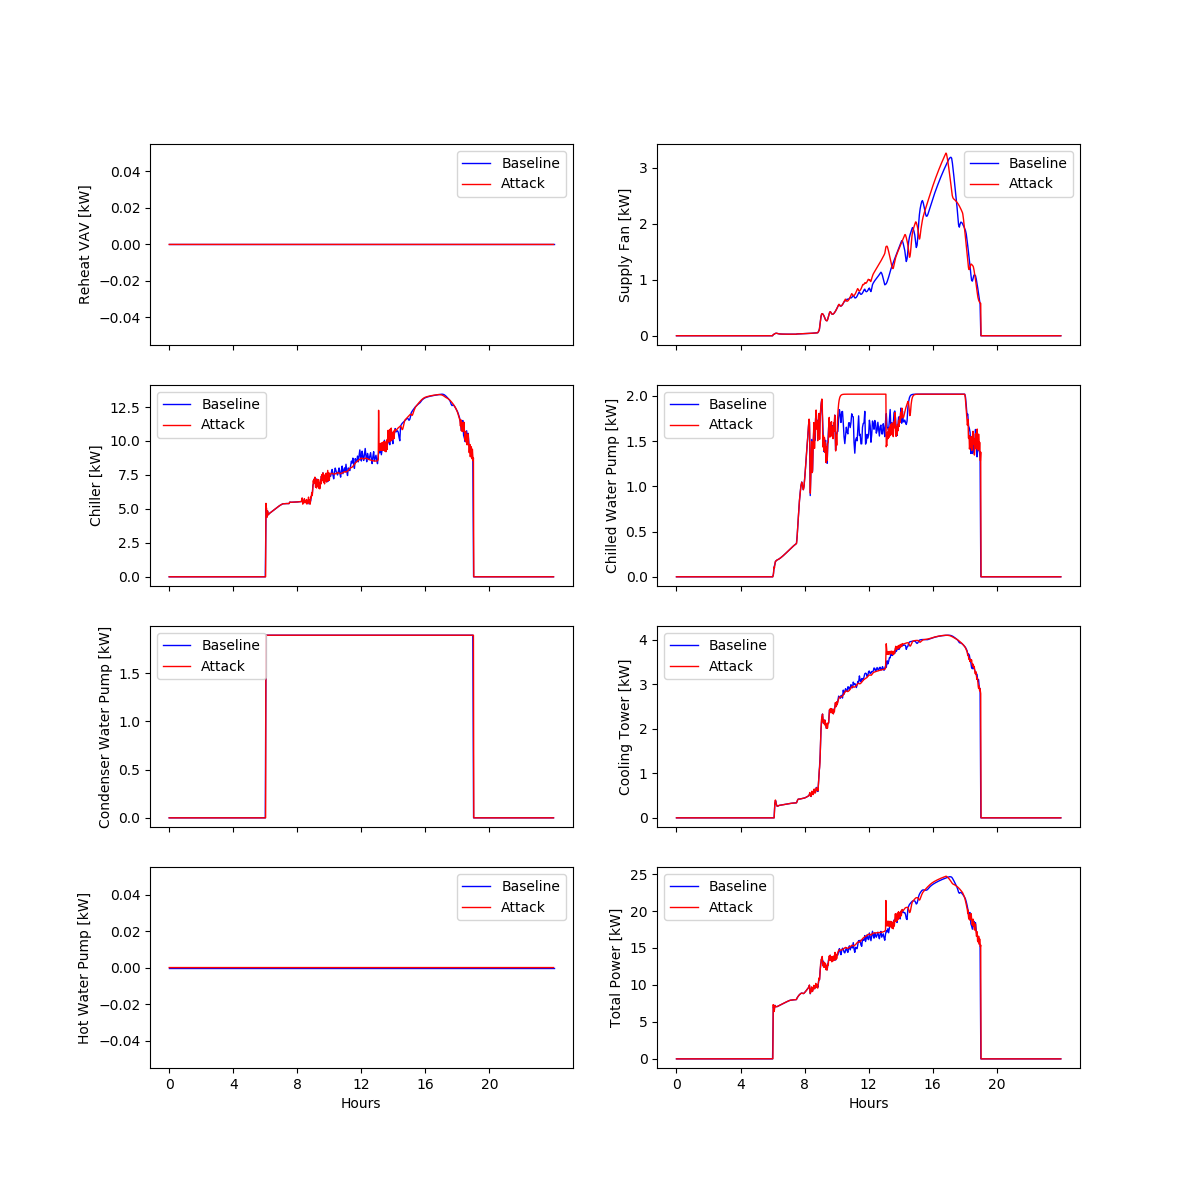 Reheat VAV [kW]
0.04
0.02
0.00
−0.02
−0.04
Baseline
Attack
Supply Fan [kW]
3
2
1
0
Baseline
Attack
Chiller [kW]
12.5
10.0
7.5
5.0
2.5
0.0
Baseline
Attack
Chilled Water Pump [kW]
2.0
1.5
1.0
0.5
0.0
Baseline
Attack
Condenser Water Pump [kW]
1.5
1.0
0.5
0.0
Baseline
Attack
Cooling Tower [kW]
4
3
2
1
0
Baseline
Attack
Hot Water Pump [kW]
0.04
0.02
0.00
−0.02
−0.04
Baseline
Attack
0 4 8 12 16 20
Hours
Total Power [kW]
25
20
15
10
5
0
Baseline
Attack
0 4 8 12 16 20
Hours